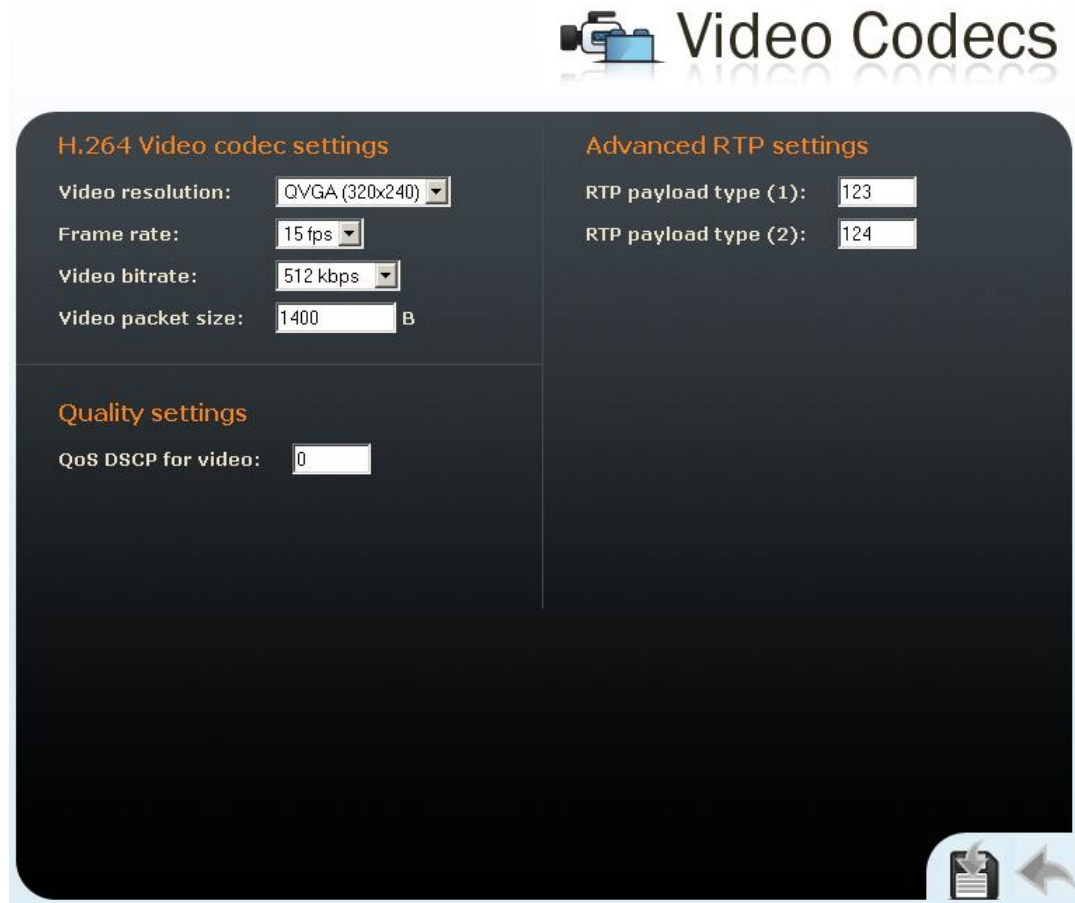 Video Codecs
H.264 Video codec settings
Video resolution: QVGA (320x240)
Frame rate: 15 fps
Video bitrate: 512 kbps
Video packet size: 1400 B
Quality settings
QoS DSCP for video: 0
Advanced RTP settings
RTP payload type (1): 123
RTP payload type (2): 124